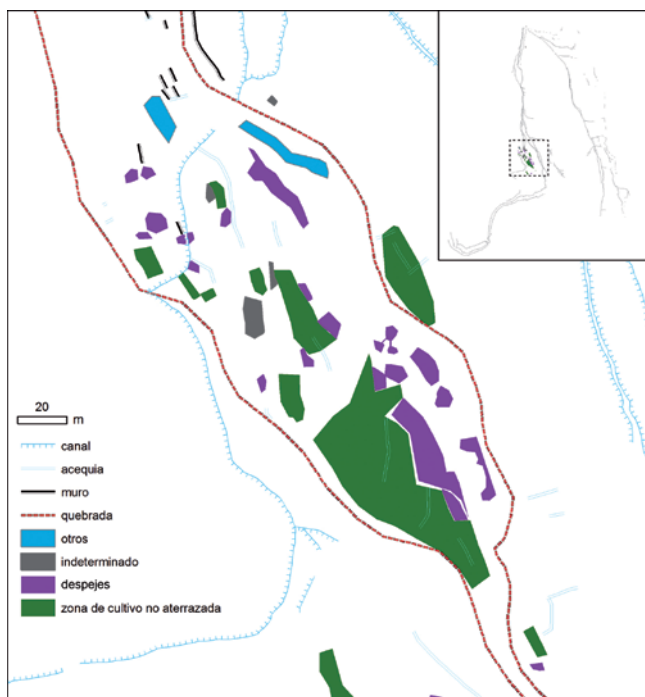 20
m
canal
acequia
muro
quebrada
otros
indeterminado
despejes
zona de cultivo no aterrazada